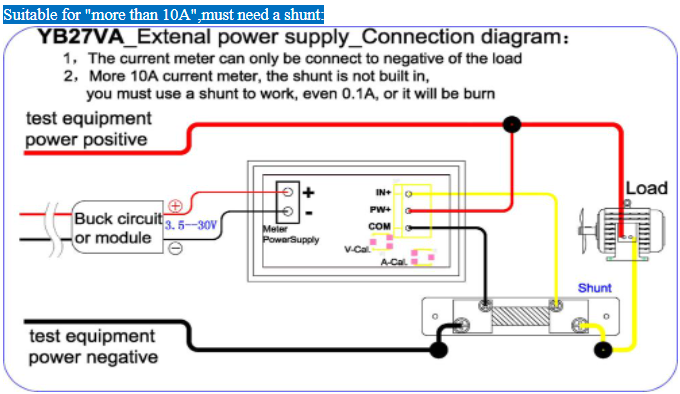 Suitable for "more than 10A",must need a shunt:
YB27VA_Extenal power supply_Connection diagram:
1, The current meter can only be connect to negative of the load
2, More 10A current meter, the shunt is not built in,
you must use a shunt to work, even 0.1A, or it will be burn
test equipment
power positive
Buck circuit
or module
+
3.5--30V
-
+
-
Meter
PowerSupply
IN+
PW+
COM
V-Cal.
A-Cal.
Load
Shunt
test equipment
power negative